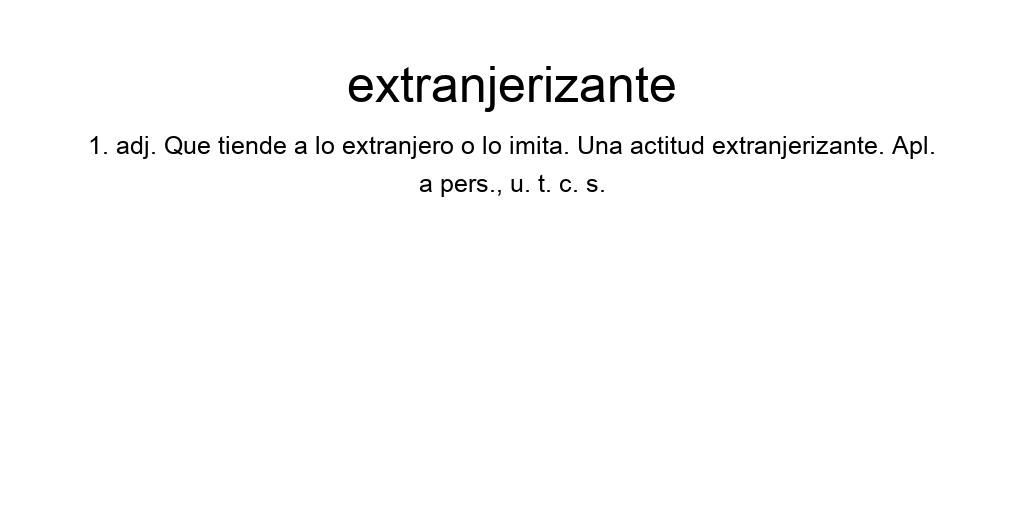 extranjerizante
1. adj. Que tiende a lo extranjero o lo imita. Una actitud extranjerizante. Apl.
a pers., u. t. c. s.